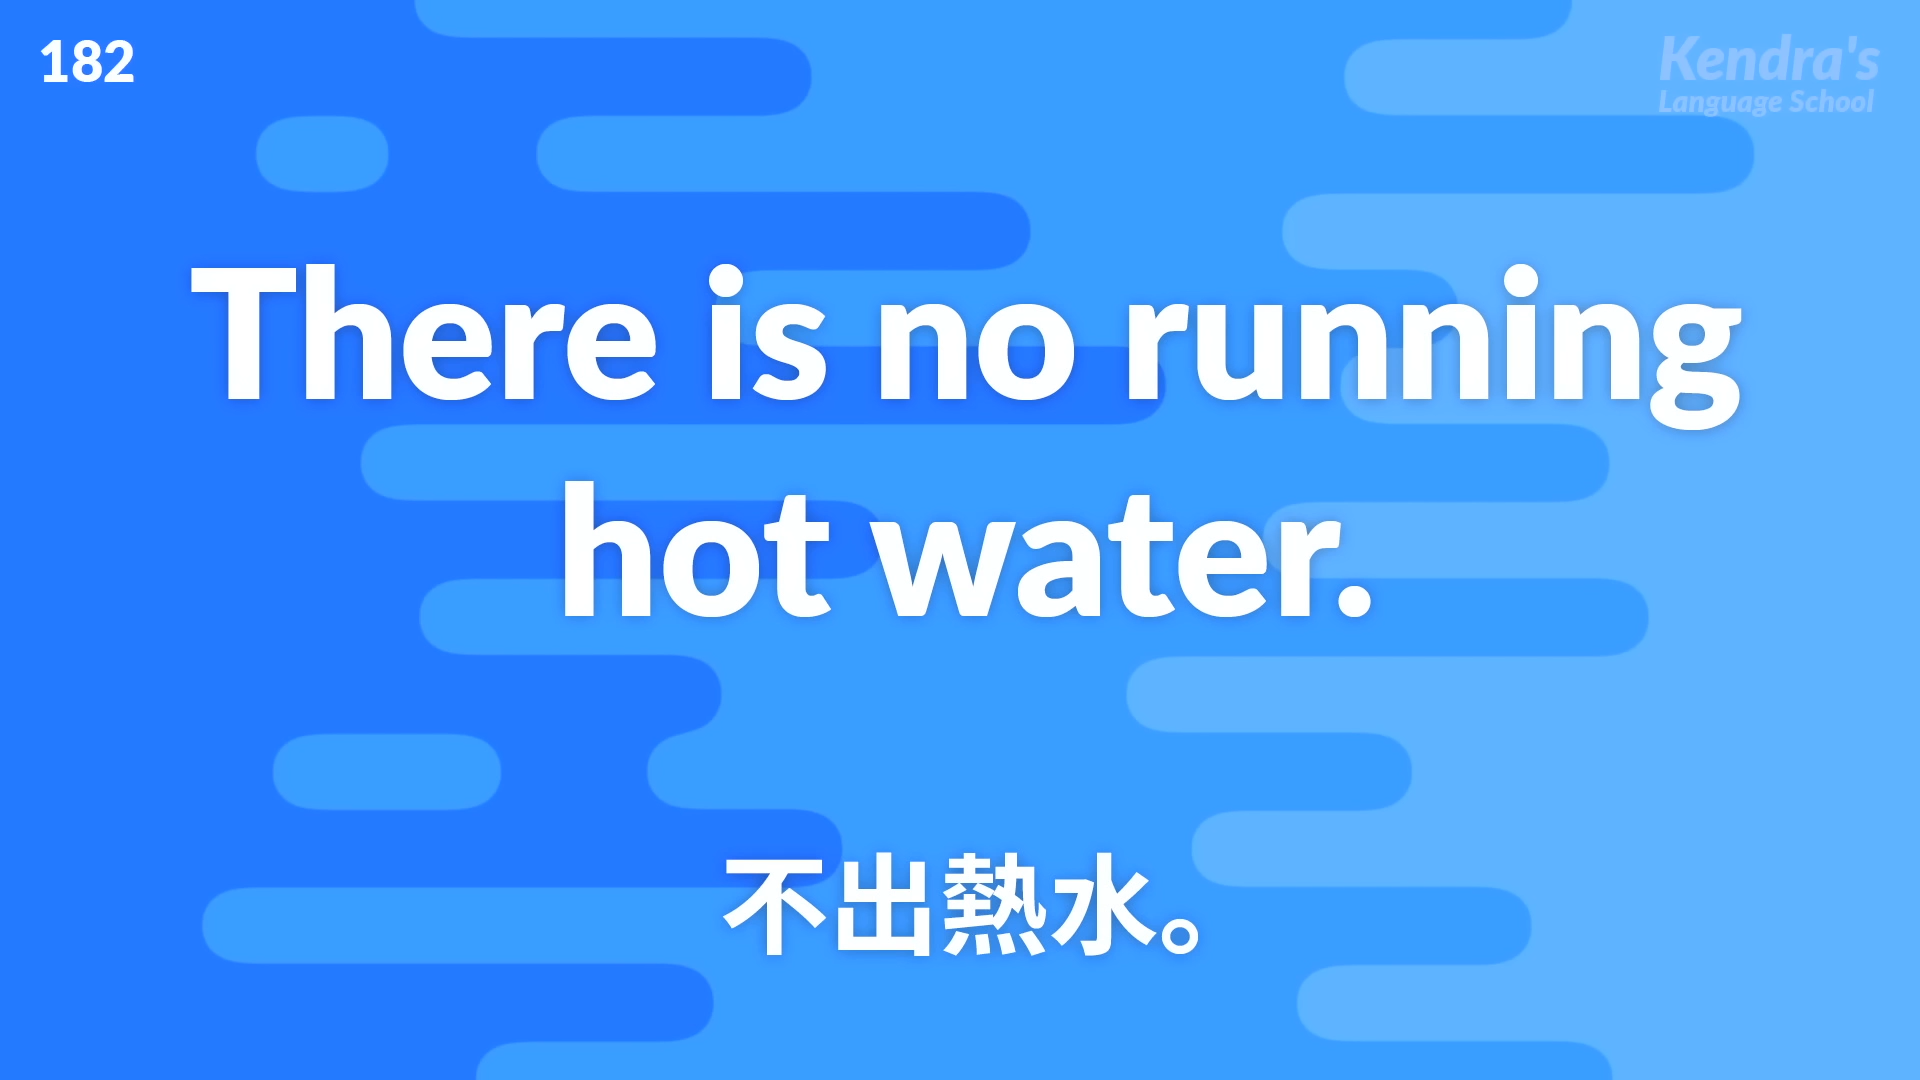 182
Kendra's
Language School
There is no running
hot water.
不出熱水。